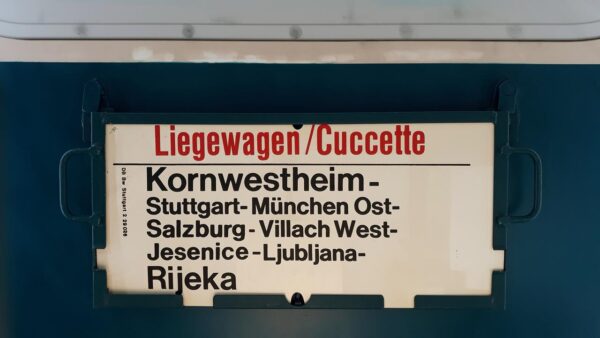 Liegewagen/Cuccette
Kornwestheim-
Stuttgart-München Ost-
Salzburg-Villach West-
Jesenice-Ljubljana-
Rijeka